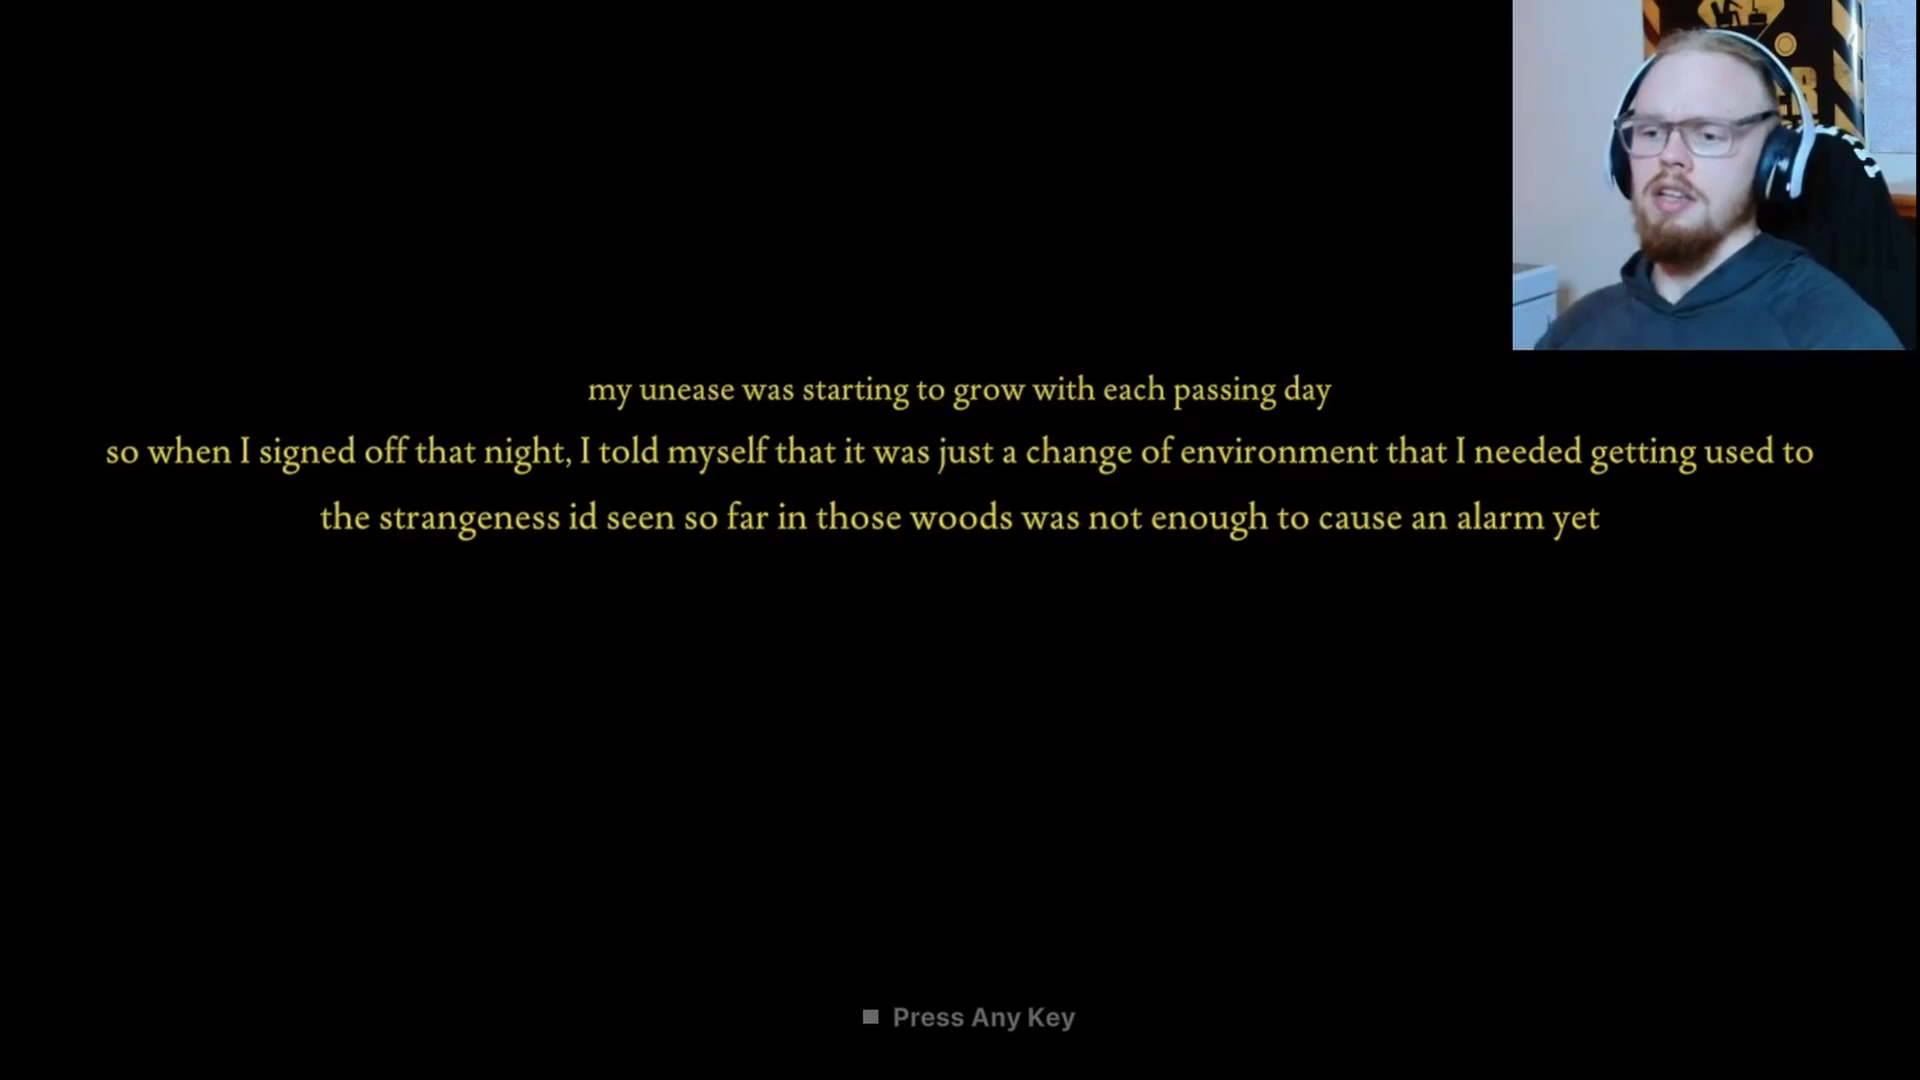 my unease was starting to grow with each passing day
so when I signed off that night, I told myself that it was just a change of environment that I needed getting used to
the strangeness id seen so far in those woods was not enough to cause an alarm yet
Press Any Key